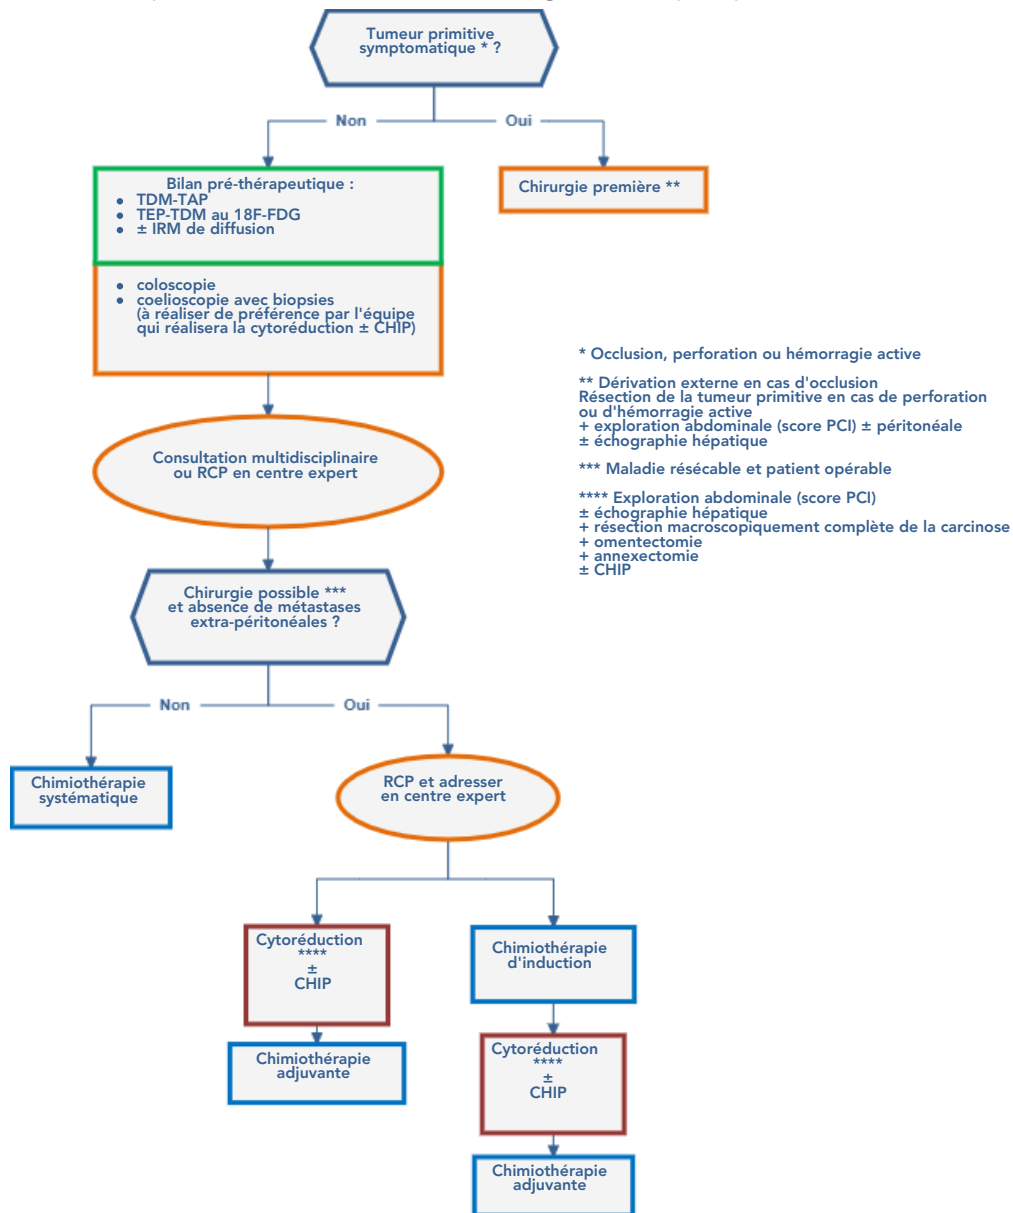 Tumeur primitive
symptomatique * ?
Non
Oui
Bilan pré-thérapeutique :
● TDM-TAP
● TEP-TDM au 18F-FDG
● ± IRM de diffusion
Chirurgie première **
● coloscopie
● coelioscopie avec biopsies
(à réaliser de préférence par l'équipe
qui réalisera la cytoréduction ± CHIP)
* Occlusion, perforation ou hémorragie active
** Dérivation externe en cas d'occlusion
Résection de la tumeur primitive en cas de perforation
ou d'hémorragie active
+ exploration abdominale (score PCI) ± péritonéale
± échographie hépatique
*** Maladie résécable et patient opérable
**** Exploration abdominale (score PCI)
± échographie hépatique
+ résection macroscopiquement complète de la carcinose
+ omentectomie
+ annexectomie
± CHIP
Consultation multidisciplinaire
ou RCP en centre expert
Chirurgie possible ***
et absence de métastases
extra-péritonéales ?
Non
Oui
Chimiothérapie
systématique
RCP et adresser
en centre expert
Cytoréduction
****
±
CHIP
Chimiothérapie
adjuvante
Chimiothérapie
d'induction
Cytoréduction
****
±
CHIP
Chimiothérapie
adjuvante